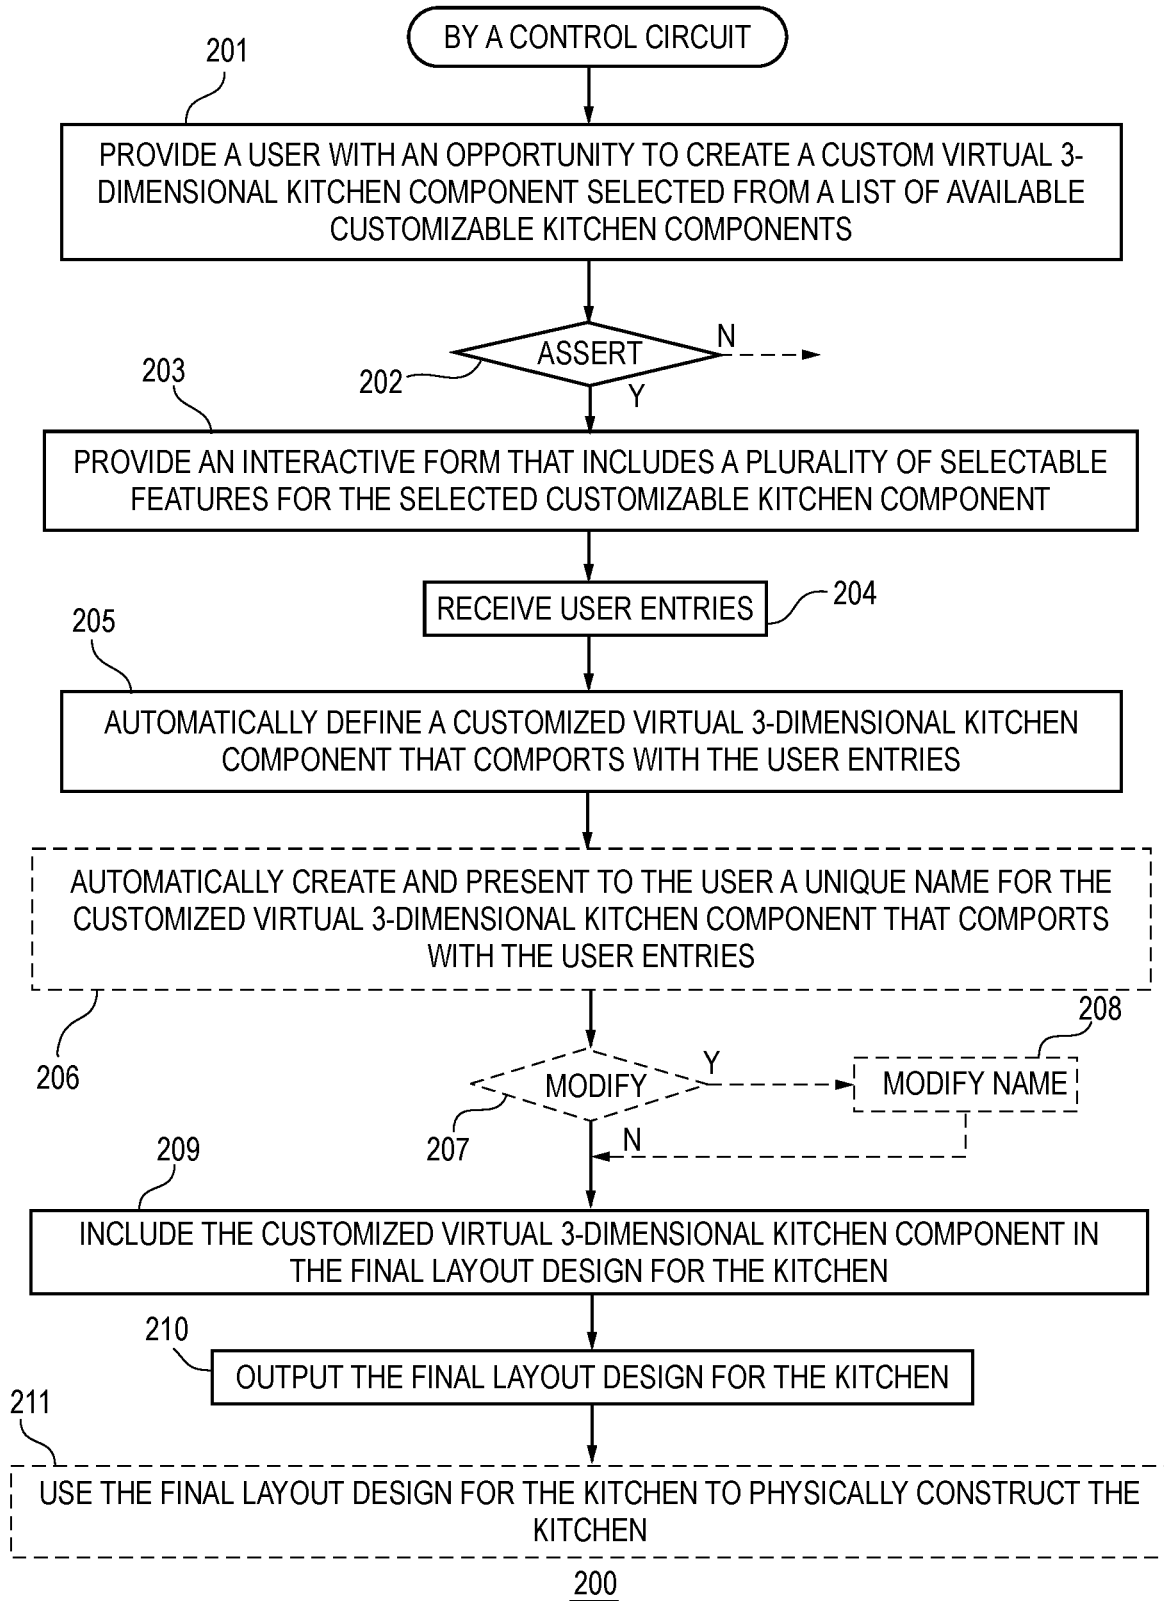 BY A CONTROL CIRCUIT
201
PROVIDE A USER WITH AN OPPORTUNITY TO CREATE A CUSTOM VIRTUAL 3-
DIMENSIONAL KITCHEN COMPONENT SELECTED FROM A LIST OF AVAILABLE
CUSTOMIZABLE KITCHEN COMPONENTS
ASSERT
N
202
Y
203
PROVIDE AN INTERACTIVE FORM THAT INCLUDES A PLURALITY OF SELECTABLE
FEATURES FOR THE SELECTED CUSTOMIZABLE KITCHEN COMPONENT
RECEIVE USER ENTRIES
204
205
AUTOMATICALLY DEFINE A CUSTOMIZED VIRTUAL 3-DIMENSIONAL KITCHEN
COMPONENT THAT COMPORTS WITH THE USER ENTRIES
AUTOMATICALLY CREATE AND PRESENT TO THE USER A UNIQUE NAME FOR THE
CUSTOMIZED VIRTUAL 3-DIMENSIONAL KITCHEN COMPONENT THAT COMPORTS
WITH THE USER ENTRIES
206
MODIFY
Y
208
MODIFY NAME
207
N
209
INCLUDE THE CUSTOMIZED VIRTUAL 3-DIMENSIONAL KITCHEN COMPONENT IN
THE FINAL LAYOUT DESIGN FOR THE KITCHEN
210
OUTPUT THE FINAL LAYOUT DESIGN FOR THE KITCHEN
211
USE THE FINAL LAYOUT DESIGN FOR THE KITCHEN TO PHYSICALLY CONSTRUCT THE
KITCHEN
200